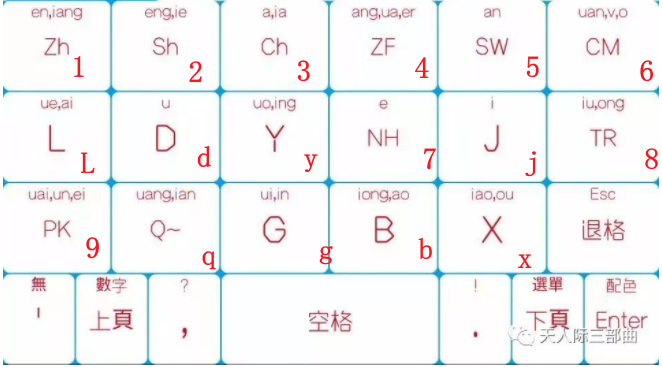 en,iang eng,ie a,ia ang,ua,er an uan,v,o
Zh 1 Sh 2 Ch 3 ZF 4 SW 5 CM 6
ue,ai u uo,ing e i iu,ong
L L D d Y y NH 7 J j TR 8
uai,un,ei uang,ian ui,in iong,ao iao,ou Esc
PK 9 Q~ q G g B b X x 退格
無 數字 ? ! 選單 配色
' 上頁 , 空格 . 下頁 Enter
天人际三部曲